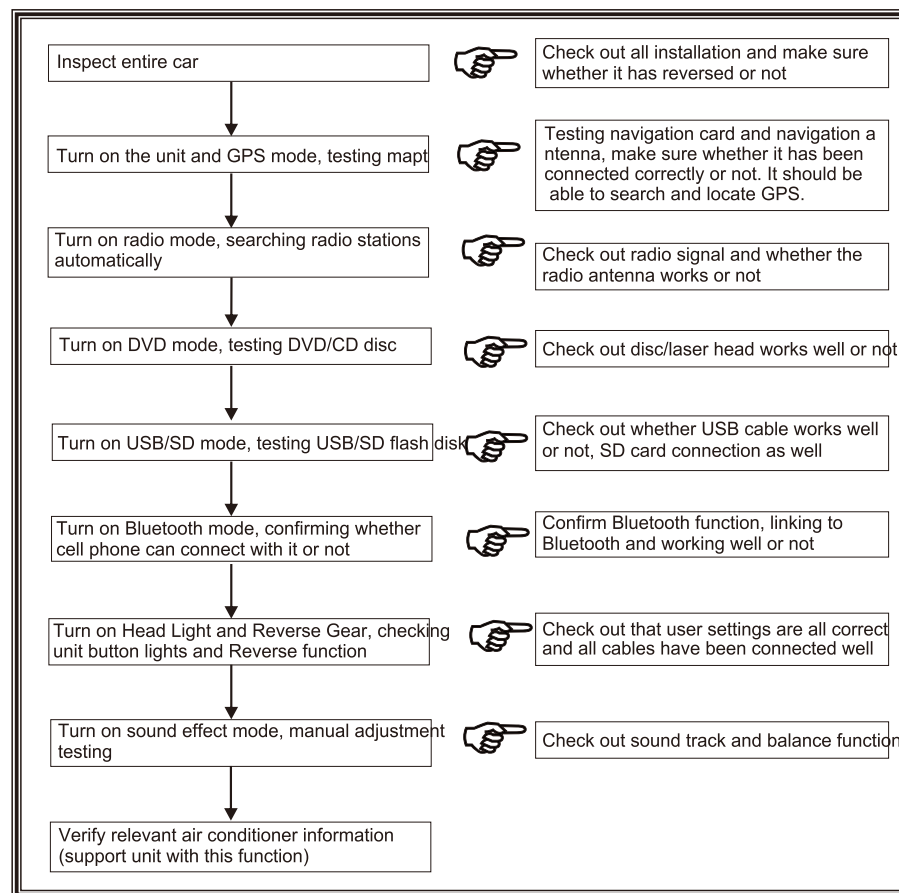 Inspect entire car
Check out all installation and make sure
whether it has reversed or not
Turn on the unit and GPS mode, testing mapt
Testing navigation card and navigation a
ntenna, make sure whether it has been
connected correctly or not. It should be
able to search and locate GPS.
Turn on radio mode, searching radio stations
automatically
Check out radio signal and whether the
radio antenna works or not
Turn on DVD mode, testing DVD/CD disc
Check out disc/laser head works well or not
Turn on USB/SD mode, testing USB/SD flash disk
Check out whether USB cable works well
or not, SD card connection as well
Turn on Bluetooth mode, confirming whether
cell phone can connect with it or not
Confirm Bluetooth function, linking to
Bluetooth and working well or not
Turn on Head Light and Reverse Gear, checking
unit button lights and Reverse function
Check out that user settings are all correct
and all cables have been connected well
Turn on sound effect mode, manual adjustment
testing
Check out sound track and balance function
Verify relevant air conditioner information
(support unit with this function)